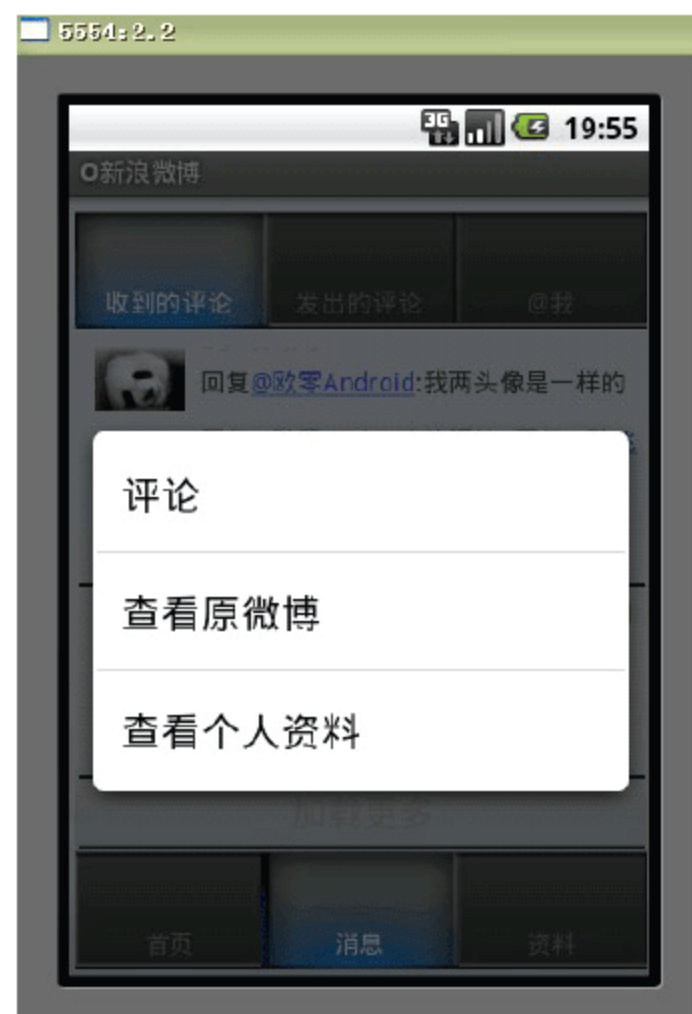 5554:2.2
3G 19:55
O新浪微博
收到的评论 发出的评论 @我
回复@欧零Android:我两头像是一样的
评论
查看原微博
查看个人资料
加载更多
首页 消息 资料